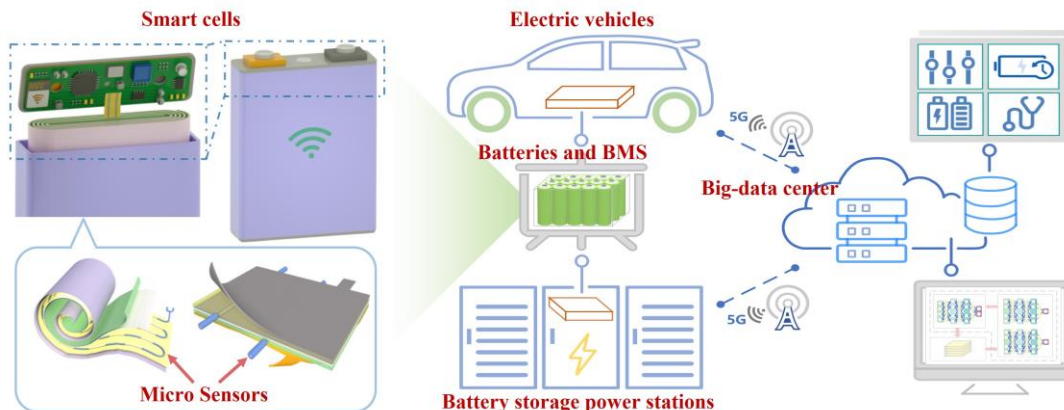 Smart cells
Electric vehicles
5G
Batteries and BMS
Big-data center
5G
Micro Sensors
Battery storage power stations